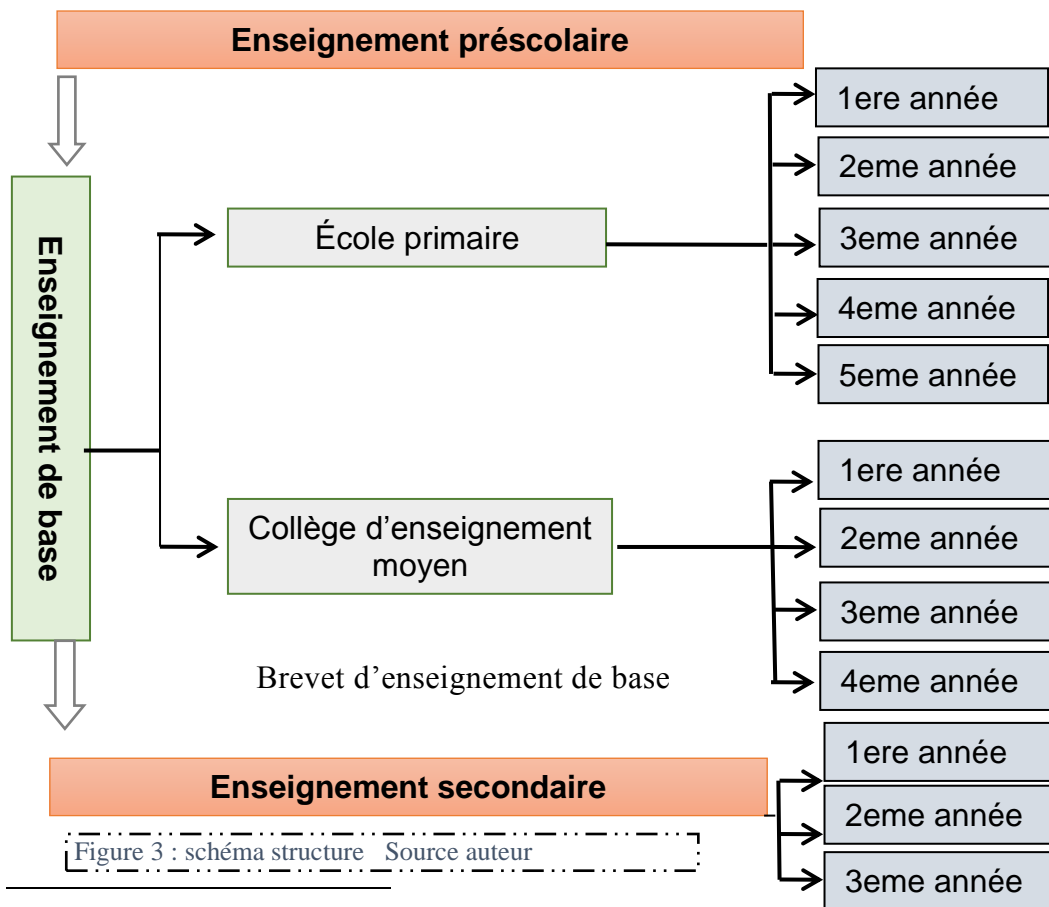 Enseignement préscolaire
1ere année
2eme année
École primaire
3eme année
4eme année
5eme année
Enseignement de base
1ere année
Collège d’enseignement
moyen
2eme année
3eme année
Brevet d’enseignement de base
4eme année
1ere année
Enseignement secondaire
2eme année
Figure 3 : schéma structure Source auteur
3eme année